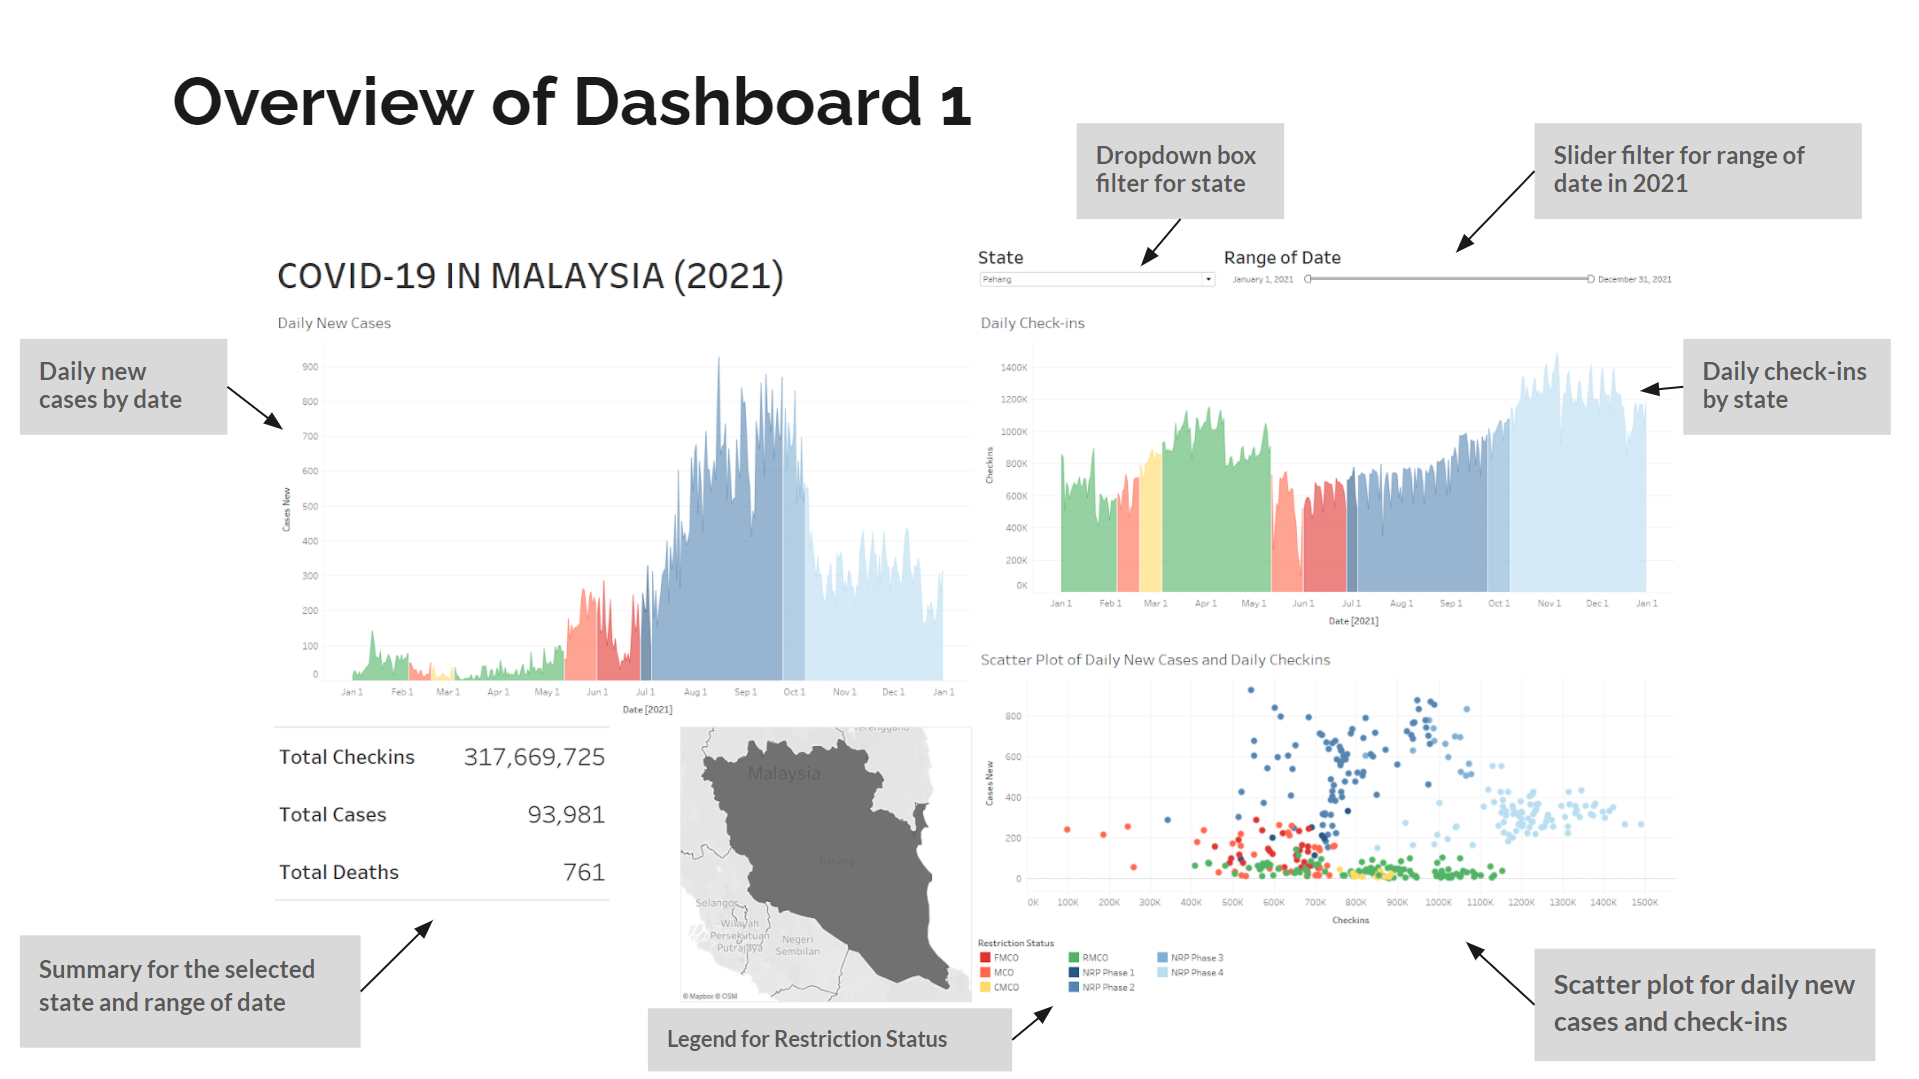 Overview of Dashboard 1
Dropdown box
filter for state
Slider filter for range of
date in 2021
COVID-19 IN MALAYSIA (2021)
State
Pahang
Range of Date
January 1, 2021
December 31, 2021
Daily New Cases
Daily new
cases by date
900
800
700
600
500
400
300
200
100
0
Cases New
Jan 1 Feb 1 Mar 1 Apr 1 May 1 Jun 1 Jul 1 Aug 1 Sep 1 Oct 1 Nov 1 Dec 1 Jan 1
Date [2021]
Daily Check-ins
Daily check-ins
by state
1400K
1200K
1000K
800K
600K
400K
200K
0K
Checkins
Jan 1 Feb 1 Mar 1 Apr 1 May 1 Jun 1 Jul 1 Aug 1 Sep 1 Oct 1 Nov 1 Dec 1 Jan 1
Date [2021]
Total Checkins 317,669,725
Total Cases 93,981
Total Deaths 761
Summary for the selected
state and range of date
Terengganu
Malaysia
Pahang
Selangor
Wilayah
Persekutuan
Putrajaya
Negeri
Sembilan
© Mapbox © OSM
Scatter Plot of Daily New Cases and Daily Checkins
800
600
400
200
0
Cases New
0K 100K 200K 300K 400K 500K 600K 700K 800K 900K 1000K 1100K 1200K 1300K 1400K 1500K
Checkins
Restriction Status
FMCO RMCO NRP Phase 3
MCO NRP Phase 1 NRP Phase 4
CMCO NRP Phase 2
Legend for Restriction Status
Scatter plot for daily new
cases and check-ins